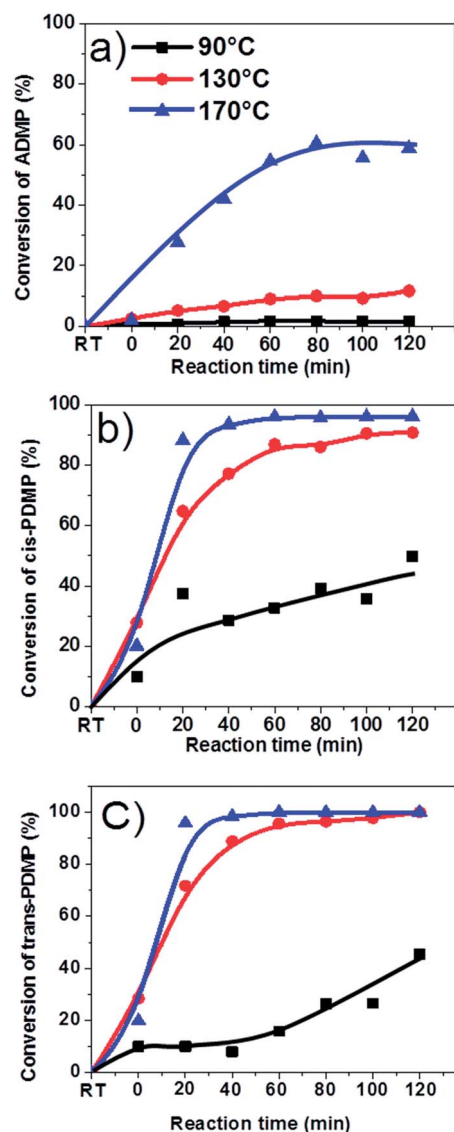 a)
90°C
130°C
170°C
Conversion of ADMP (%)
100
80
60
40
20
0
RT 0 20 40 60 80 100 120
Reaction time (min)
b)
Conversion of cis-PDMP (%)
100
80
60
40
20
0
RT 0 20 40 60 80 100 120
Reaction time (min)
C)
Conversion of trans-PDMP (%)
100
80
60
40
20
0
RT 0 20 40 60 80 100 120
Reaction time (min)